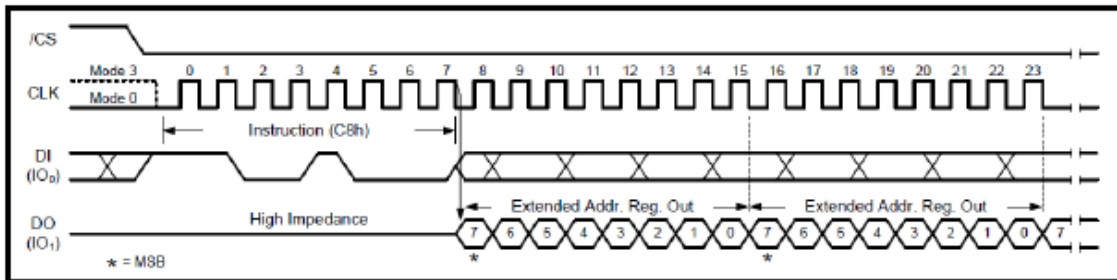 /CS
Mode 3 0 1 2 3 4 5 6 7 8 9 10 11 12 13 14 15 16 17 18 19 20 21 22 23
CLK Mode 0
Instruction (C8h)
DI
(IO₀)
Extended Addr. Reg. Out Extended Addr. Reg. Out
High Impedance
DO 7 6 5 4 3 2 1 0 7 6 5 4 3 2 1 0 7
(IO₁)
* *
* = MSB